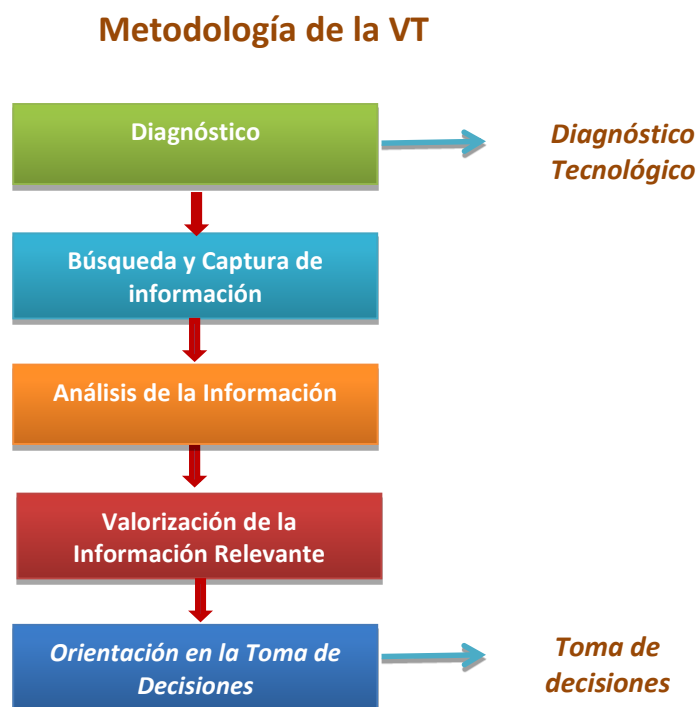 Metodología de la VT
Diagnóstico
Diagnóstico
Tecnológico
Búsqueda y Captura de
información
Análisis de la Información
Valorización de la
Información Relevante
Orientación en la Toma de
Decisiones
Toma de
decisiones